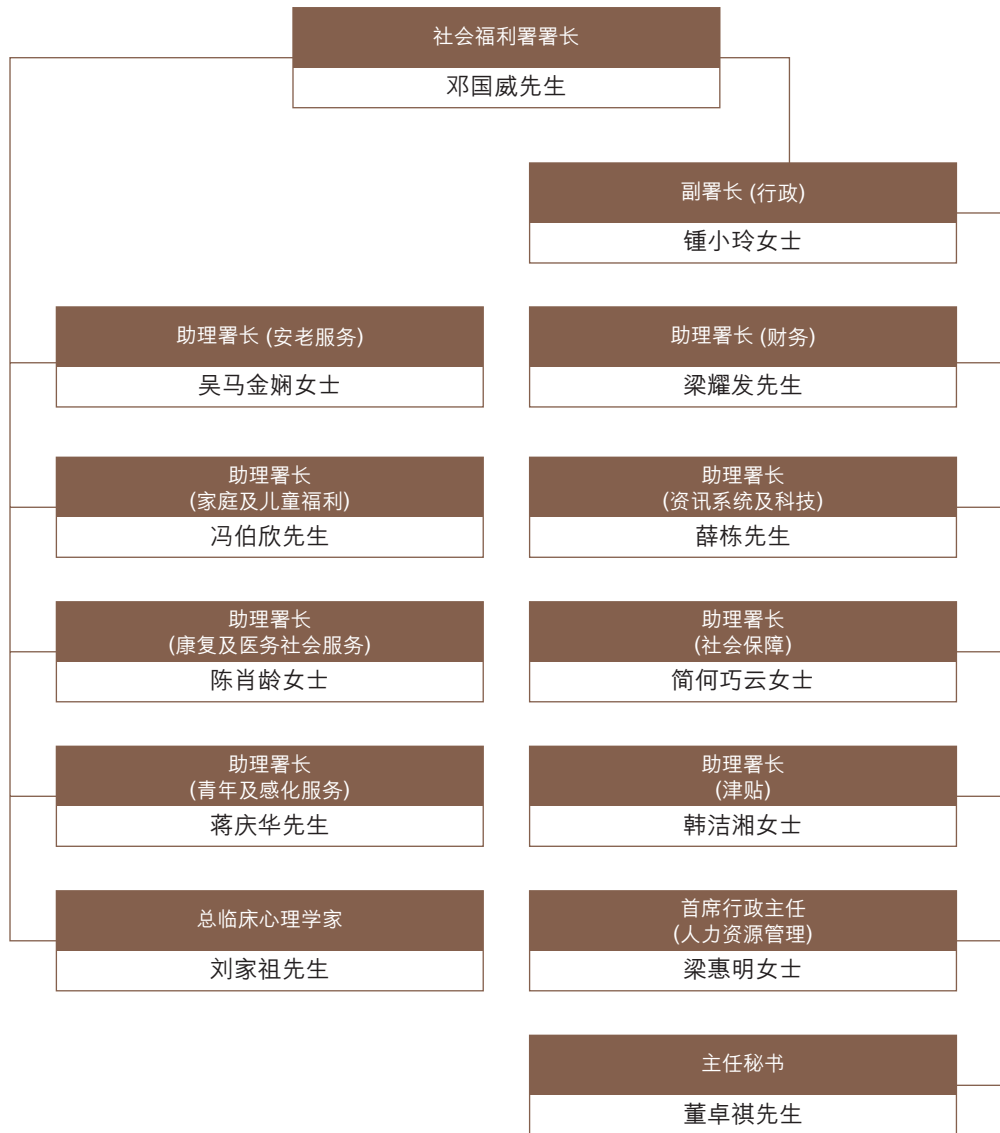 社会福利署署长
邓国威先生
副署长 (行政)
锺小玲女士
助理署长 (安老服务)
吴马金娴女士
助理署长 (财务)
梁耀发先生
助理署长
(家庭及儿童福利)
冯伯欣先生
助理署长
(资讯系统及科技)
薛栋先生
助理署长
(康复及医务社会服务)
陈肖龄女士
助理署长
(社会保障)
简何巧云女士
助理署长
(青年及感化服务)
蒋庆华先生
助理署长
(津贴)
韩洁湘女士
总临床心理学家
刘家祖先生
首席行政主任
(人力资源管理)
梁惠明女士
主任秘书
董卓祺先生